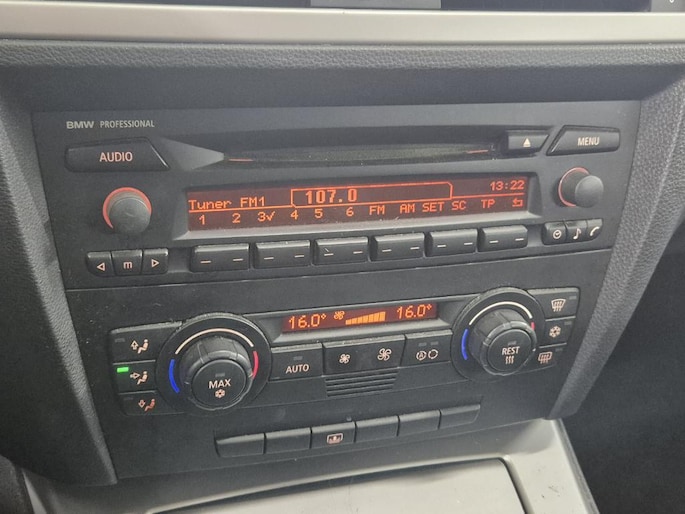 BMW PROFESSIONAL
AUDIO
MENU
Tuner FM1 107.0 13:22
1 2 3✓ 4 5 6 FM AM SET SC TP
m
16.0° 16.0°
MAX
AUTO
A
REST